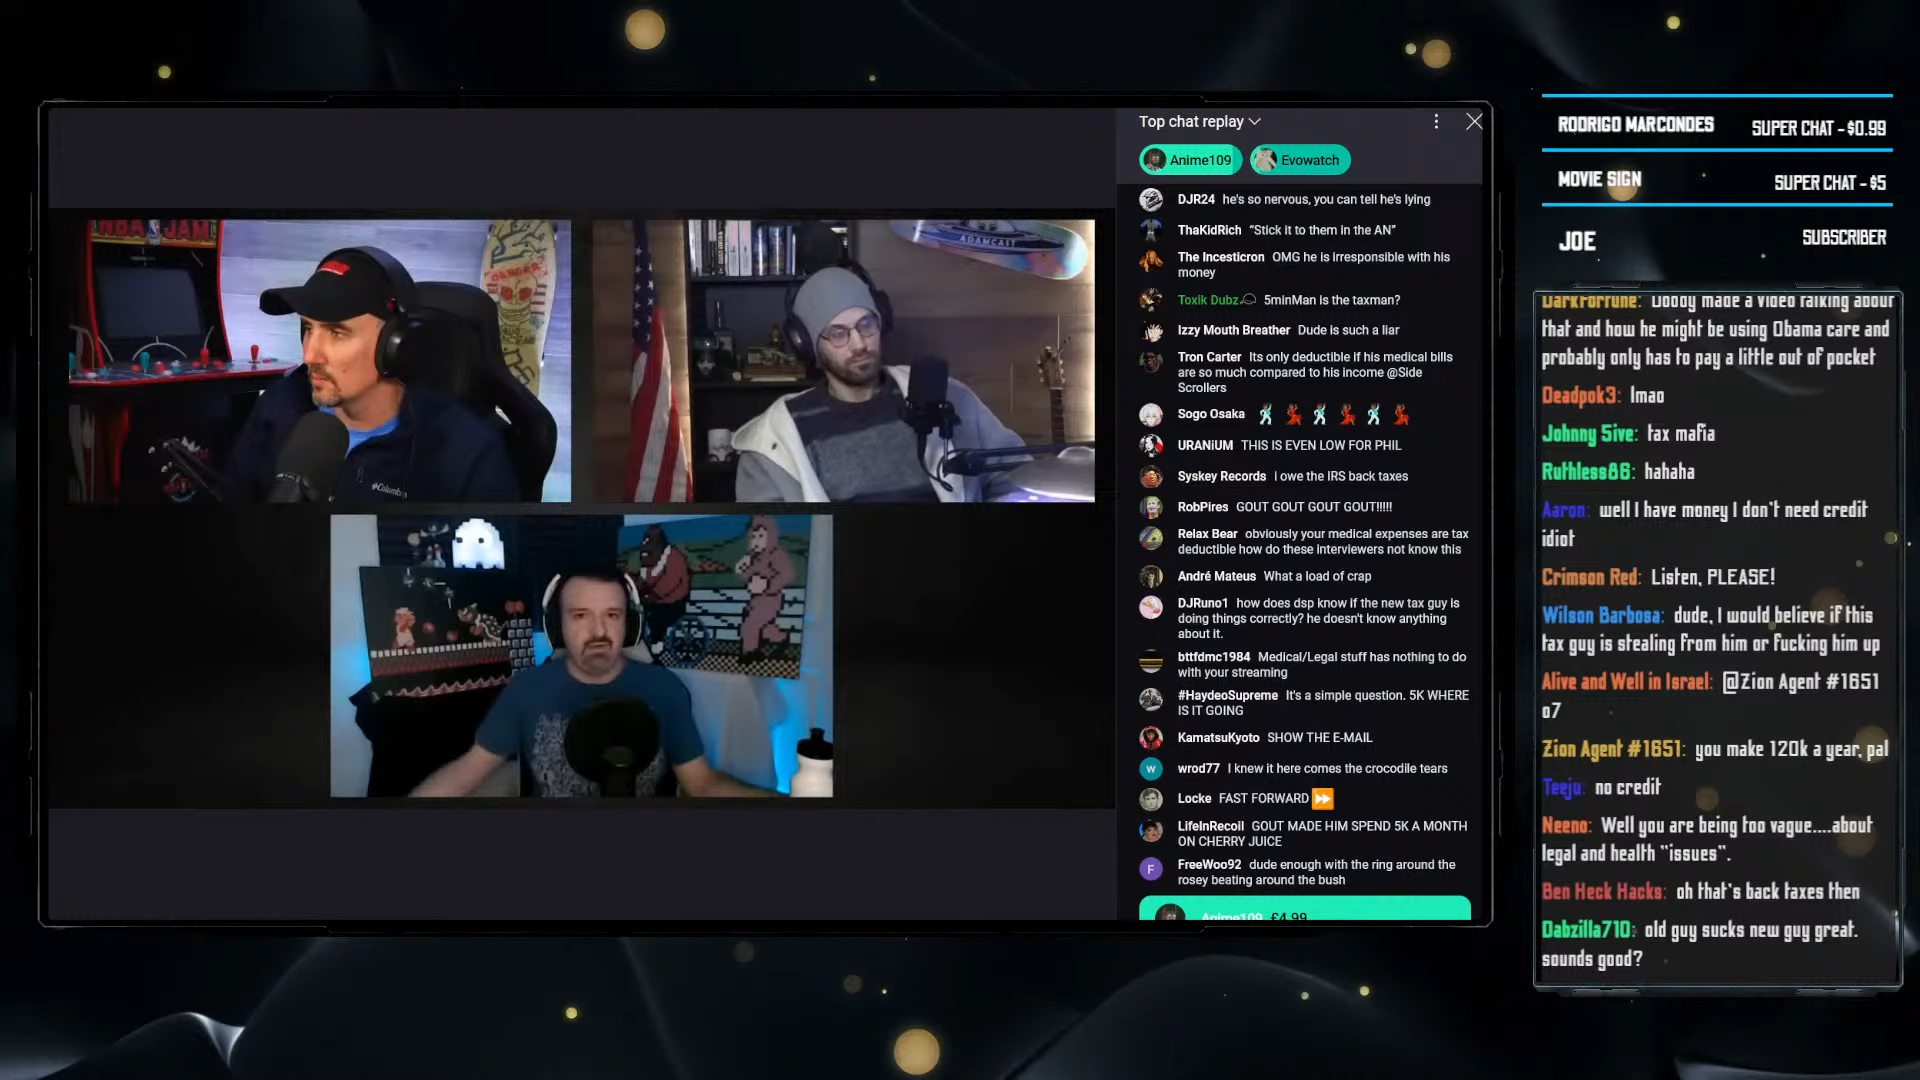 NBA JAM
DANGER
ADAMCAST
Columbia
Top chat replay
Anime109
Evowatch
DJR24 he's so nervous, you can tell he's lying
ThaKidRich “Stick it to them in the AN”
The Incesticron OMG he is irresponsible with his
money
Toxik Dubz 5minMan is the taxman?
Izzy Mouth Breather Dude is such a liar
Tron Carter Its only deductible if his medical bills
are so much compared to his income @Side
Scrollers
Sogo Osaka 🕺💃🕺💃🕺💃
URANiUM THIS IS EVEN LOW FOR PHIL
Syskey Records i owe the IRS back taxes
RobPires GOUT GOUT GOUT GOUT!!!!!
Relax Bear obviously your medical expenses are tax
deductible how do these interviewers not know this
André Mateus What a load of crap
DJRuno1 how does dsp know if the new tax guy is
doing things correctly? he doesn't know anything
about it.
bttfdmc1984 Medical/Legal stuff has nothing to do
with your streaming
#HaydeoSupreme It's a simple question. 5K WHERE
IS IT GOING
KamatsuKyoto SHOW THE E-MAIL
W
wrod77 I knew it here comes the crocodile tears
Locke FAST FORWARD ⏩
LifeInRecoil GOUT MADE HIM SPEND 5K A MONTH
ON CHERRY JUICE
F
FreeWoo92 dude enough with the ring around the
rosey beating around the bush
Anime109 £4.99
RODRIGO MARCONDES SUPER CHAT - $0.99
MOVIE SIGN SUPER CHAT - $5
JOE SUBSCRIBER
DarkFortune: Doody made a video talking about
that and how he might be using Obama care and
probably only has to pay a little out of pocket
Deadpok3: lmao
Johnny 5ive: tax mafia
Ruthless86: hahaha
Aaron: well I have money I don't need credit
idiot
Crimson Red: Listen, PLEASE!
Wilson Barbosa: dude, I would believe if this
tax guy is stealing from him or fucking him up
Alive and Well in Israel: @Zion Agent #1651
o7
Zion Agent #1651: you make 120k a year, pal
Teeju: no credit
Neeno: Well you are being too vague....about
legal and health "issues".
Ben Heck Hacks: oh that's back taxes then
Dabzilla710: old guy sucks new guy great.
sounds good?